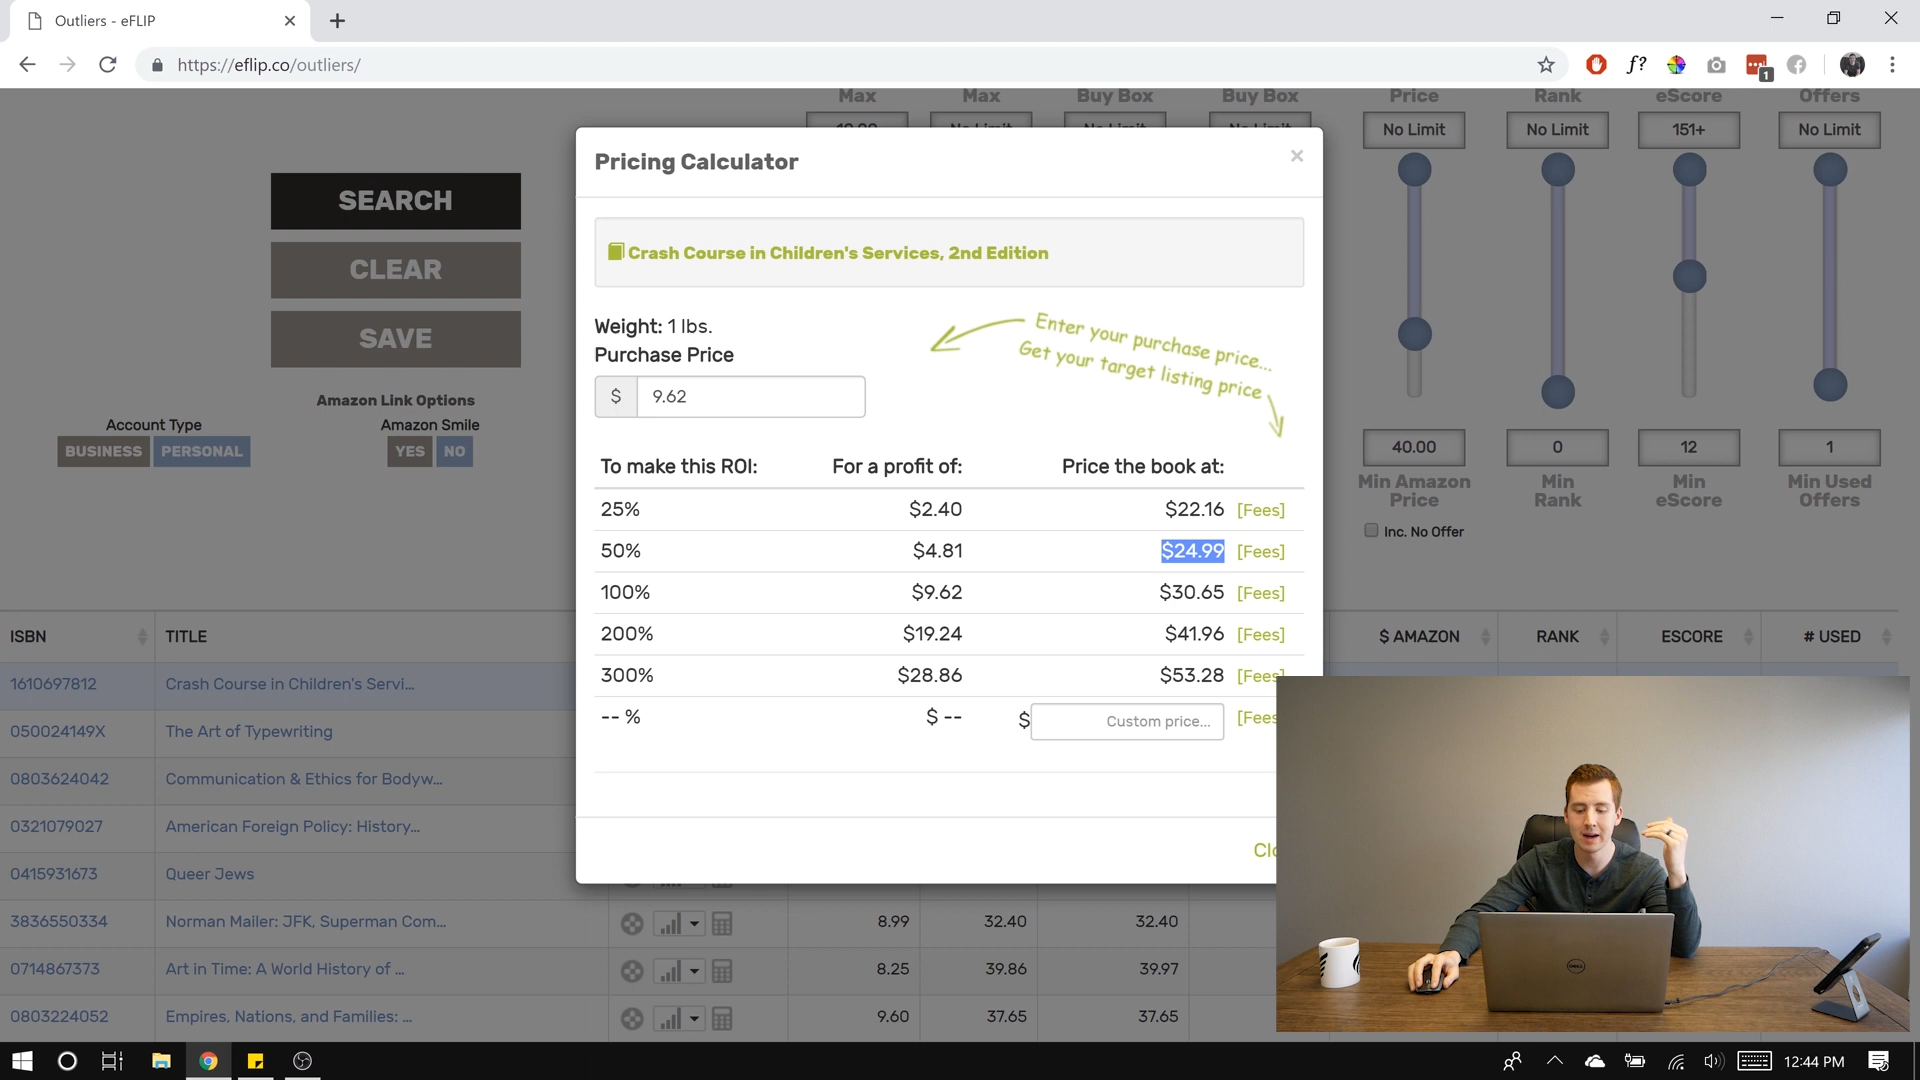 Outliers - eFLIP
https://eflip.co/outliers/
1
Max Max Buy Box Buy Box Price Rank eScore Offers
No Limit No Limit 151+ No Limit
Pricing Calculator
×
SEARCH
CLEAR
SAVE
Crash Course in Children's Services, 2nd Edition
Weight: 1 lbs.
Purchase Price
$ 9.62
Enter your purchase price...
Get your target listing price
Amazon Link Options
Account Type
Amazon Smile
BUSINESS PERSONAL
YES NO
40.00 0 12 1
Min Amazon Price
Min Rank
Min eScore
Min Used Offers
Inc. No Offer
To make this ROI: For a profit of: Price the book at:
25% $2.40 $22.16 [Fees]
50% $4.81 $24.99 [Fees]
100% $9.62 $30.65 [Fees]
200% $19.24 $41.96 [Fees]
300% $28.86 $53.28 [Fees]
-- % $ -- $ Custom price... [Fees
ISBN TITLE $ AMAZON RANK ESCORE # USED
1610697812 Crash Course in Children's Servi...
050024149X The Art of Typewriting
0803624042 Communication & Ethics for Bodyw...
0321079027 American Foreign Policy: History...
0415931673 Queer Jews
3836550334 Norman Mailer: JFK, Superman Com... 8.99 32.40 32.40
0714867373 Art in Time: A World History of ... 8.25 39.86 39.97
0803224052 Empires, Nations, and Families: ... 9.60 37.65 37.65
DELL
12:44 PM